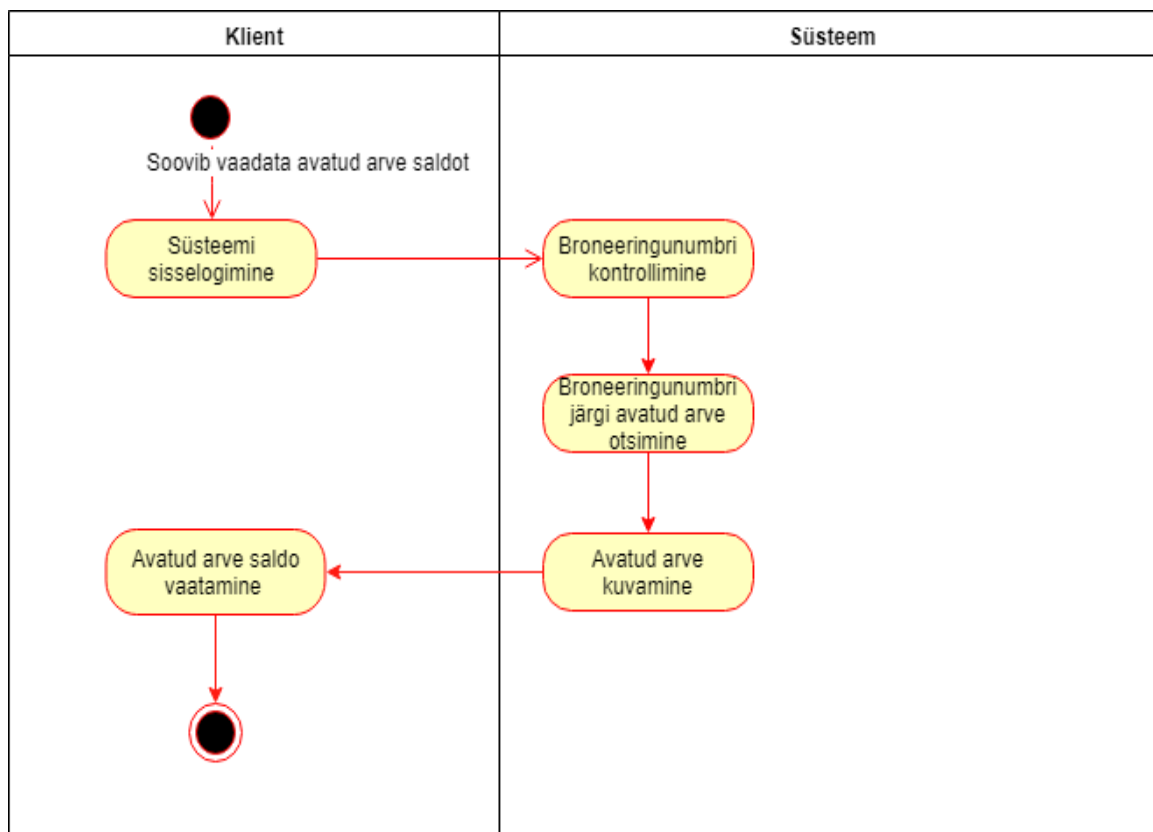 Klient
Süsteem
Soovib vaadata avatud arve saldot
Süsteemi
sisselogimine
Broneeringunumbri
kontrollimine
Broneeringunumbri
järgi avatud arve
otsimine
Avatud arve
kuvamine
Avatud arve saldo
vaatamine